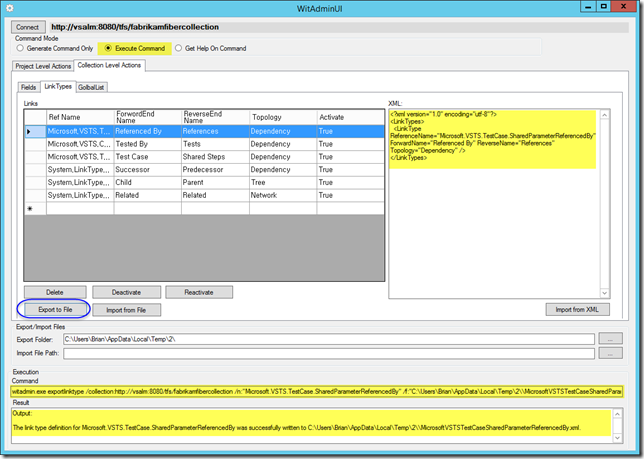 WitAdminUI
Connect http://vsalm:8080/tfs/fabrikamfibercollection
Command Mode
Generate Command Only Execute Command Get Help On Command
Project Level Actions Collection Level Actions
Fields LinkTypes GobalList
Links
XML:
Ref Name ForwordEnd Name ReverseEnd Name Topology Activate
Microsoft.VSTS.T... Referenced By References Dependency True
Microsoft.VSTS.C... Tested By Tests Dependency True
Microsoft.VSTS.T... Test Case Shared Steps Dependency True
System.LinkType,... Successor Predecessor Dependency True
System.LinkType,... Child Parent Tree True
System.LinkType,... Related Related Network True
<?xml version="1.0" encoding="utf-8"?>
<LinkTypes>
<LinkType
ReferenceName="Microsoft.VSTS.TestCase.SharedParameterReferencedBy"
ForwardName="Referenced By" ReverseName="References"
Topology="Dependency" />
</LinkTypes>
Delete Deactivate Reactivate
Export to File Import from File Import from XML
Export/Import Files
Export Folder: C:\Users\Brian\AppData\Local\Temp\2\ ...
Import File Path: ...
Execution
Command
witadmin.exe exportlinktype /collection:http://vsalm:8080/tfs/fabrikamfibercollection /n:"Microsoft.VSTS.TestCase.SharedParameterReferencedBy" /f:"C:\Users\Brian\AppData\Local\Temp\2\\MicrosoftVSTSTestCaseSharedParam
Result
Output:
The link type definition for Microsoft.VSTS.TestCase.SharedParameterReferencedBy was successfully written to C:\Users\Brian\AppData\Local\Temp\2\\MicrosoftVSTSTestCaseSharedParameterReferencedBy.xml.